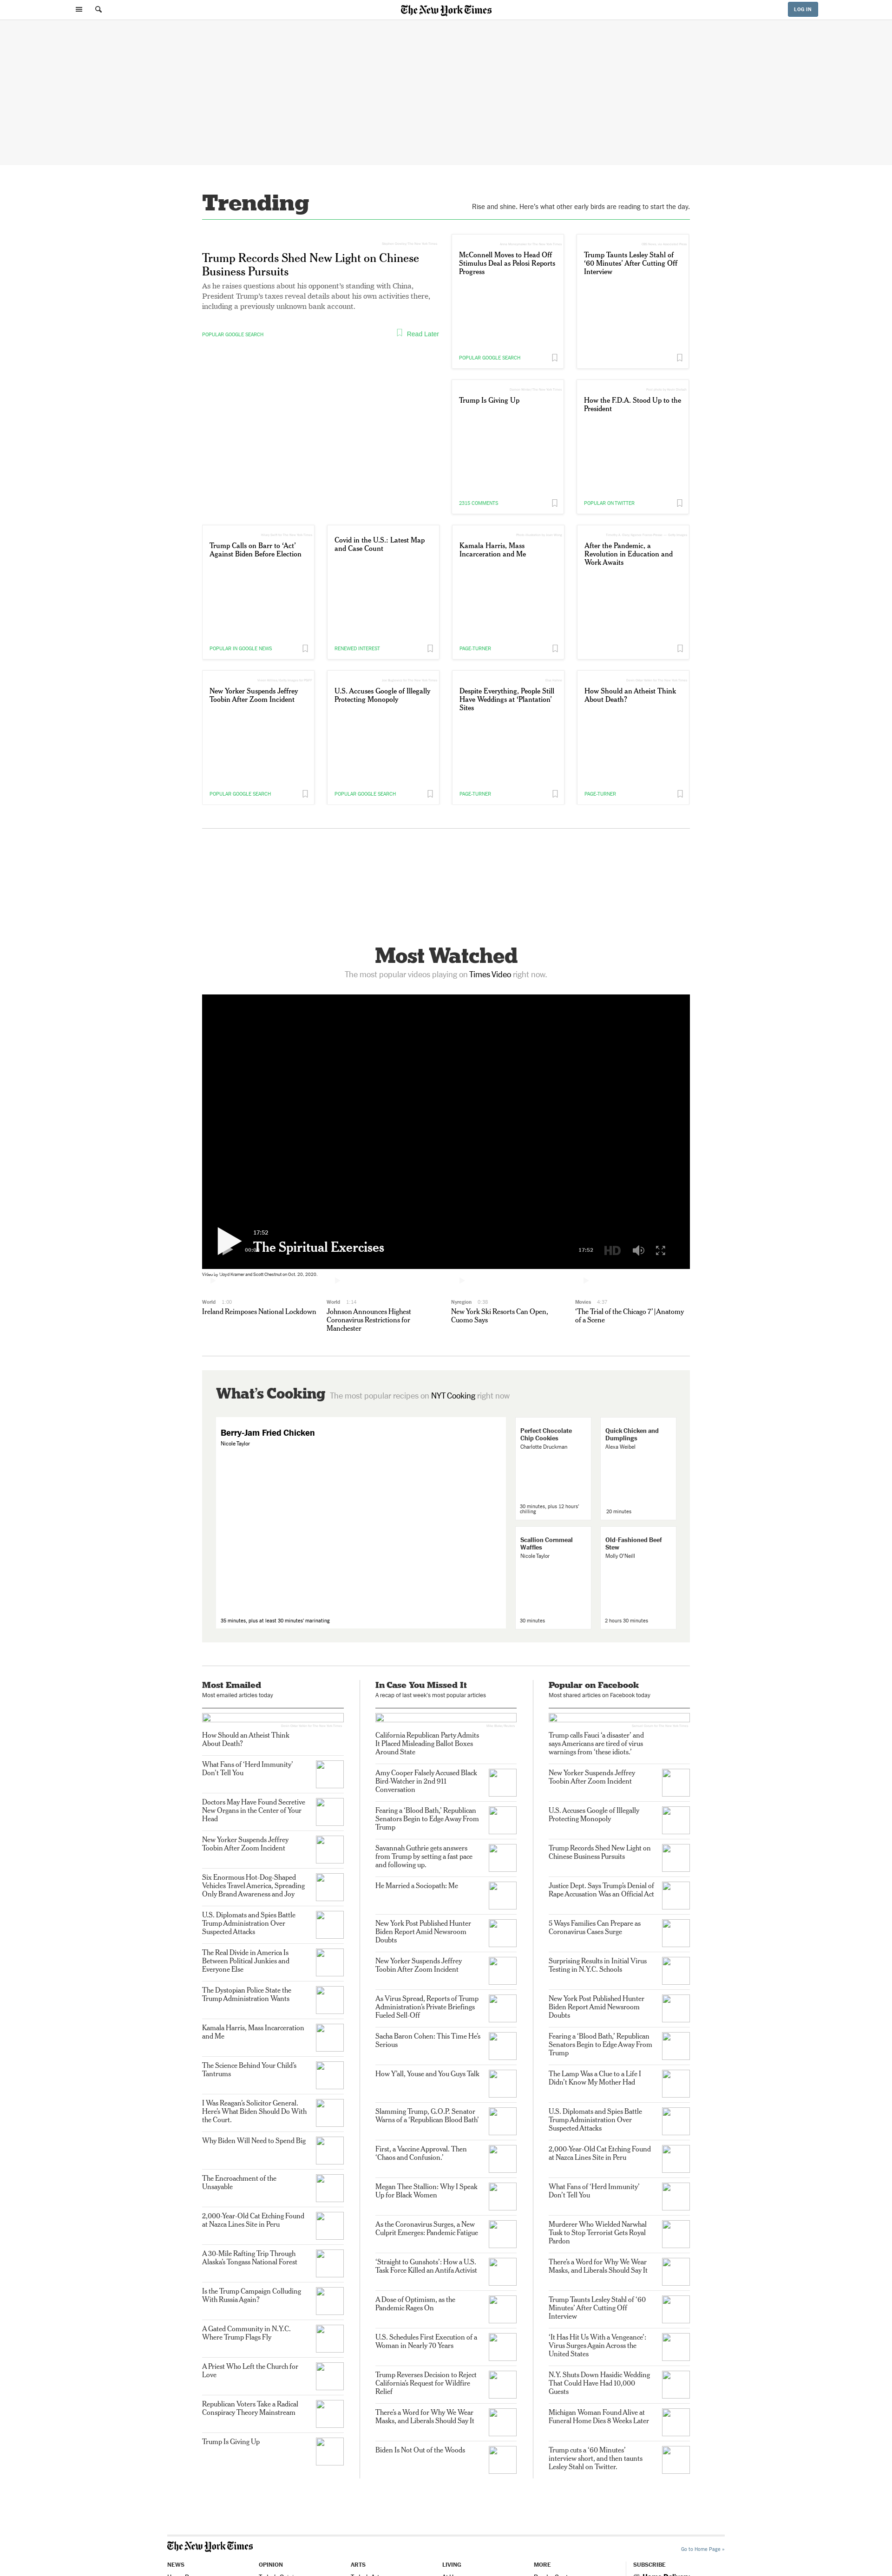 The New York Times
LOG IN
Trending
Rise and shine. Here's what other early birds are reading to start the day.
Trump Records Shed New Light on Chinese
Business Pursuits
As he raises questions about his opponent's standing with China,
President Trump's taxes reveal details about his own activities there,
including a previously unknown bank account.
POPULAR GOOGLE SEARCH
Read Later
McConnell Moves to Head Off
Stimulus Deal as Pelosi Reports
Progress
POPULAR GOOGLE SEARCH
Trump Taunts Lesley Stahl of
‘60 Minutes’ After Cutting Off
Interview
Trump Is Giving Up
2315 COMMENTS
How the F.D.A. Stood Up to the
President
POPULAR ON TWITTER
Trump Calls on Barr to ‘Act’
Against Biden Before Election
POPULAR IN GOOGLE NEWS
Covid in the U.S.: Latest Map
and Case Count
RENEWED INTEREST
Kamala Harris, Mass
Incarceration and Me
PAGE-TURNER
After the Pandemic, a
Revolution in Education and
Work Awaits
New Yorker Suspends Jeffrey
Toobin After Zoom Incident
POPULAR GOOGLE SEARCH
U.S. Accuses Google of Illegally
Protecting Monopoly
POPULAR GOOGLE SEARCH
Despite Everything, People Still
Have Weddings at ‘Plantation’
Sites
PAGE-TURNER
How Should an Atheist Think
About Death?
PAGE-TURNER
Most Watched
The most popular videos playing on Times Video right now.
17:52
The Spiritual Exercises
17:52
HD
Video by 'Lloyd Kramer and Scott Chestnut on Oct. 20, 2020.
World 1:00
Ireland Reimposes National Lockdown
World 1:14
Johnson Announces Highest
Coronavirus Restrictions for
Manchester
Nyregion 0:38
New York Ski Resorts Can Open,
Cuomo Says
Movies 4:37
‘The Trial of the Chicago 7’ | Anatomy
of a Scene
What’s Cooking The most popular recipes on NYT Cooking right now
Berry-Jam Fried Chicken
Nicole Taylor
35 minutes, plus at least 30 minutes' marinating
Perfect Chocolate
Chip Cookies
Charlotte Druckman
30 minutes, plus 12 hours'
chilling
Quick Chicken and
Dumplings
Alexa Weibel
20 minutes
Scallion Cornmeal
Waffles
Nicole Taylor
30 minutes
Old-Fashioned Beef
Stew
Molly O'Neill
2 hours 30 minutes
Most Emailed
Most emailed articles today
How Should an Atheist Think
About Death?
What Fans of ‘Herd Immunity’
Don’t Tell You
Doctors May Have Found Secretive
New Organs in the Center of Your
Head
New Yorker Suspends Jeffrey
Toobin After Zoom Incident
Six Enormous Hot-Dog-Shaped
Vehicles Travel America, Spreading
Only Brand Awareness and Joy
U.S. Diplomats and Spies Battle
Trump Administration Over
Suspected Attacks
The Real Divide in America Is
Between Political Junkies and
Everyone Else
The Dystopian Police State the
Trump Administration Wants
Kamala Harris, Mass Incarceration
and Me
The Science Behind Your Child’s
Tantrums
I Was Reagan’s Solicitor General.
Here’s What Biden Should Do With
the Court.
Why Biden Will Need to Spend Big
The Encroachment of the
Unsayable
2,000-Year-Old Cat Etching Found
at Nazca Lines Site in Peru
A 30-Mile Rafting Trip Through
Alaska’s Tongass National Forest
Is the Trump Campaign Colluding
With Russia Again?
A Gated Community in N.Y.C.
Where Trump Flags Fly
A Priest Who Left the Church for
Love
Republican Voters Take a Radical
Conspiracy Theory Mainstream
Trump Is Giving Up
In Case You Missed It
A recap of last week's most popular articles
California Republican Party Admits
It Placed Misleading Ballot Boxes
Around State
Amy Cooper Falsely Accused Black
Bird-Watcher in 2nd 911
Conversation
Fearing a ‘Blood Bath,’ Republican
Senators Begin to Edge Away From
Trump
Savannah Guthrie gets answers
from Trump by setting a fast pace
and following up.
He Married a Sociopath: Me
New York Post Published Hunter
Biden Report Amid Newsroom
Doubts
New Yorker Suspends Jeffrey
Toobin After Zoom Incident
As Virus Spread, Reports of Trump
Administration’s Private Briefings
Fueled Sell-Off
Sacha Baron Cohen: This Time He’s
Serious
How Y’all, Youse and You Guys Talk
Slamming Trump, G.O.P. Senator
Warns of a ‘Republican Blood Bath’
First, a Vaccine Approval. Then
‘Chaos and Confusion.’
Megan Thee Stallion: Why I Speak
Up for Black Women
As the Coronavirus Surges, a New
Culprit Emerges: Pandemic Fatigue
‘Straight to Gunshots’: How a U.S.
Task Force Killed an Antifa Activist
A Dose of Optimism, as the
Pandemic Rages On
U.S. Schedules First Execution of a
Woman in Nearly 70 Years
Trump Reverses Decision to Reject
California’s Request for Wildfire
Relief
There’s a Word for Why We Wear
Masks, and Liberals Should Say It
Biden Is Not Out of the Woods
Popular on Facebook
Most shared articles on Facebook today
Trump calls Fauci ‘a disaster’ and
says Americans are tired of virus
warnings from ‘these idiots.’
New Yorker Suspends Jeffrey
Toobin After Zoom Incident
U.S. Accuses Google of Illegally
Protecting Monopoly
Trump Records Shed New Light on
Chinese Business Pursuits
Justice Dept. Says Trump’s Denial of
Rape Accusation Was an Official Act
5 Ways Families Can Prepare as
Coronavirus Cases Surge
Surprising Results in Initial Virus
Testing in N.Y.C. Schools
New York Post Published Hunter
Biden Report Amid Newsroom
Doubts
Fearing a ‘Blood Bath,’ Republican
Senators Begin to Edge Away From
Trump
The Lamp Was a Clue to a Life I
Didn’t Know My Mother Had
U.S. Diplomats and Spies Battle
Trump Administration Over
Suspected Attacks
2,000-Year-Old Cat Etching Found
at Nazca Lines Site in Peru
What Fans of ‘Herd Immunity’
Don’t Tell You
Murderer Who Wielded Narwhal
Tusk to Stop Terrorist Gets Royal
Pardon
There’s a Word for Why We Wear
Masks, and Liberals Should Say It
Trump Taunts Lesley Stahl of ‘60
Minutes’ After Cutting Off
Interview
‘It Has Hit Us With a Vengeance’:
Virus Surges Again Across the
United States
N.Y. Shuts Down Hasidic Wedding
That Could Have Had 10,000
Guests
Michigan Woman Found Alive at
Funeral Home Dies 8 Weeks Later
Trump cuts a ‘60 Minutes’
interview short, and then taunts
Lesley Stahl on Twitter.
The New York Times
Go to Home Page »
NEWS
OPINION
ARTS
LIVING
MORE
SUBSCRIBE